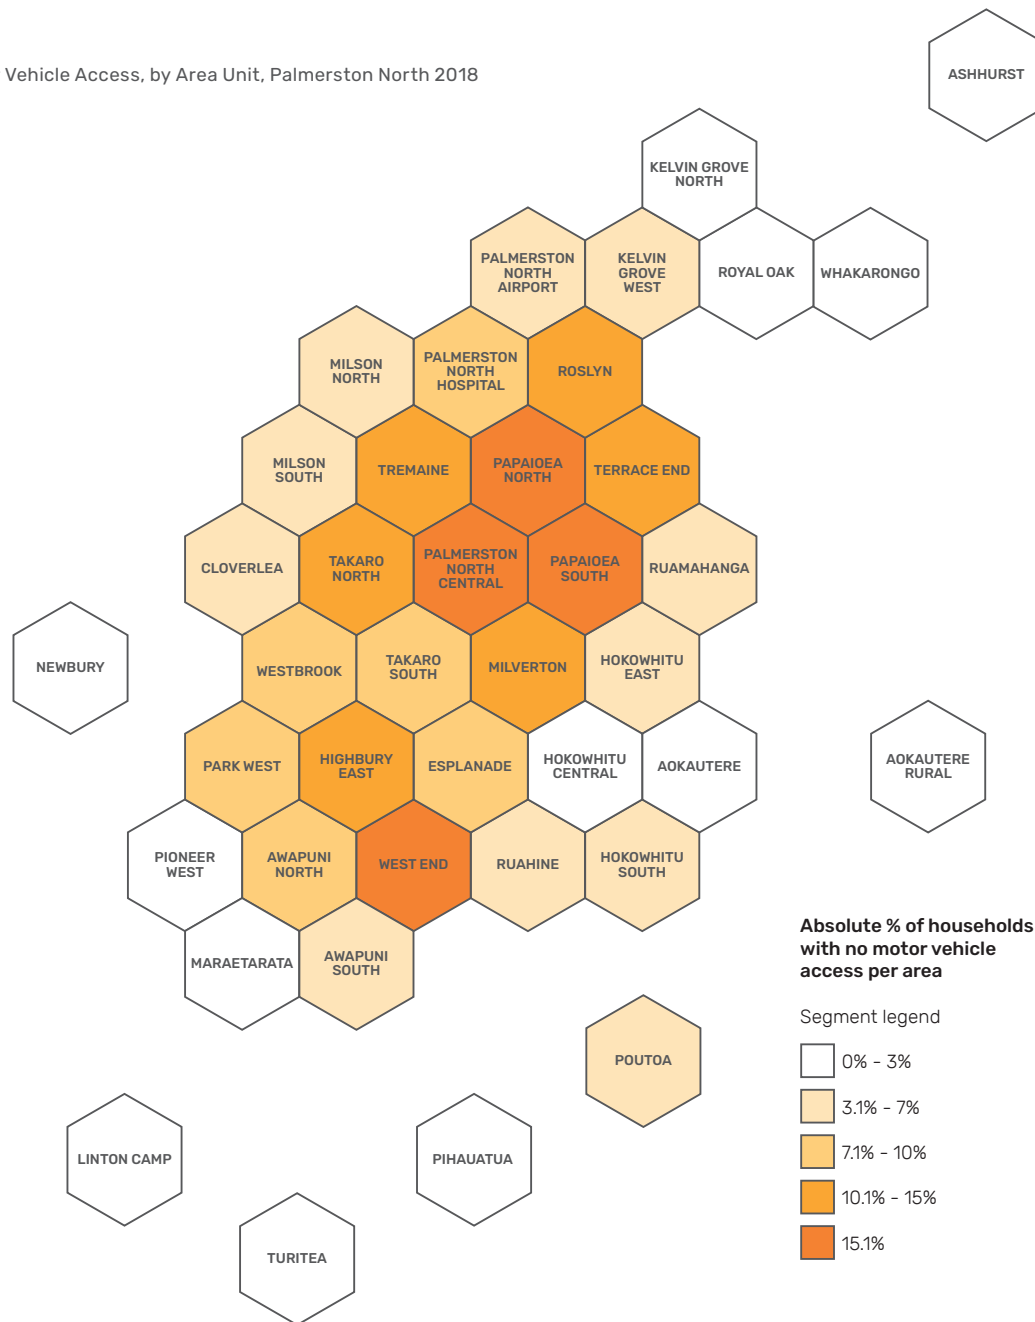 Vehicle Access, by Area Unit, Palmerston North 2018
ASHHURST
KELVIN GROVE
NORTH
PALMERSTON
NORTH
AIRPORT
KELVIN
GROVE
WEST
ROYAL OAK
WHAKARONGO
MILSON
NORTH
PALMERSTON
NORTH
HOSPITAL
ROSLYN
MILSON
SOUTH
TREMAINE
PAPAIOEA
NORTH
TERRACE END
CLOVERLEA
TAKARO
NORTH
PALMERSTON
NORTH
CENTRAL
PAPAIOEA
SOUTH
RUAMAHANGA
NEWBURY
WESTBROOK
TAKARO
SOUTH
MILVERTON
HOKOWHITU
EAST
PARK WEST
HIGHBURY
EAST
ESPLANADE
HOKOWHITU
CENTRAL
AOKAUTERE
AOKAUTERE
RURAL
PIONEER
WEST
AWAPUNI
NORTH
WEST END
RUAHINE
HOKOWHITU
SOUTH
MARAETARATA
AWAPUNI
SOUTH
POUTOA
LINTON CAMP
PIHAUATUA
TURITEA
Absolute % of households
with no motor vehicle
access per area
Segment legend
0% - 3%
3.1% - 7%
7.1% - 10%
10.1% - 15%
15.1%